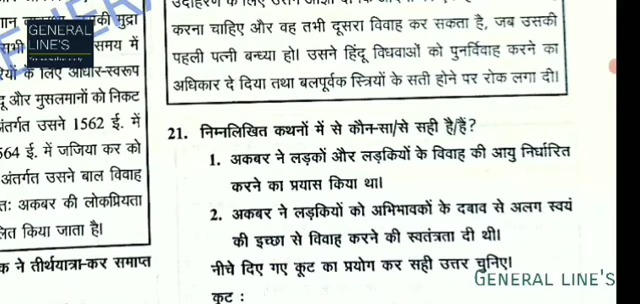 गान
की मुद्रा
सभी
समय में
GENERAL
LINE'S
रियों के लिए आधार-स्वरूप
दू और मुसलमानों को निकट
अंतर्गत उसने 1562 ई. में
564 ई. में जजिया कर को
अंतर्गत उसने बाल विवाह
तः अकबर की लोकप्रियता
लित किया जाता है।
क ने तीर्थयात्रा-कर समाप्त
करना चाहिए और वह तभी दूसरा विवाह कर सकता है, जब उसकी
पहली पत्नी बन्ध्या हो। उसने हिंदू विधवाओं को पुनर्विवाह करने का
अधिकार दे दिया तथा बलपूर्वक स्त्रियों के सती होने पर रोक लगा दी।
21. निम्नलिखित कथनों में से कौन-सा/से सही है/हैं?
1. अकबर ने लड़कों और लड़कियों के विवाह की आयु निर्धारित
करने का प्रयास किया था।
2. अकबर ने लड़कियों को अभिभावकों के दबाव से अलग स्वयं
की इच्छा से विवाह करने की स्वतंत्रता दी थी।
नीचे दिए गए कूट का प्रयोग कर सही उत्तर चुनिए।
कूट :
GENERAL LINE'S